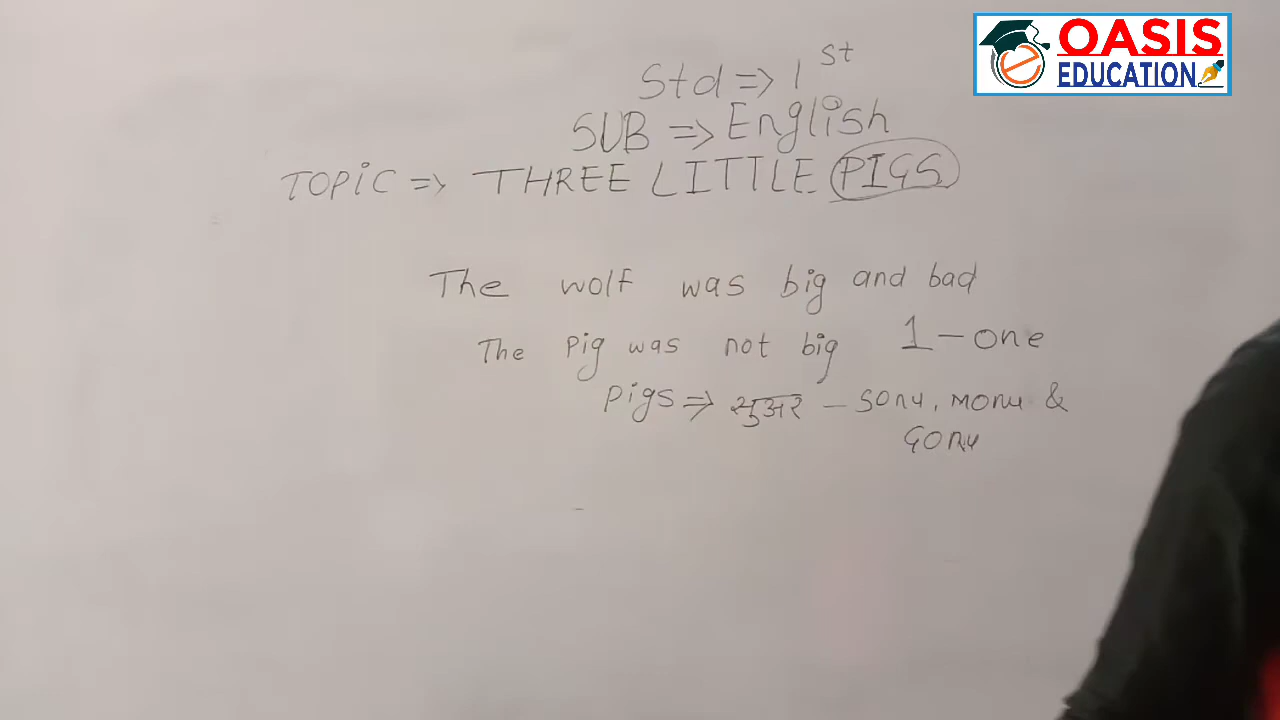 OASIS
EDUCATION
Std => 1st
SUB => English
TOPIC => THREE LITTLE PIGS
The wolf was big and bad
The pig was not big 1 - one
Pigs => सुअर - Sonu, Monu &
Gonu